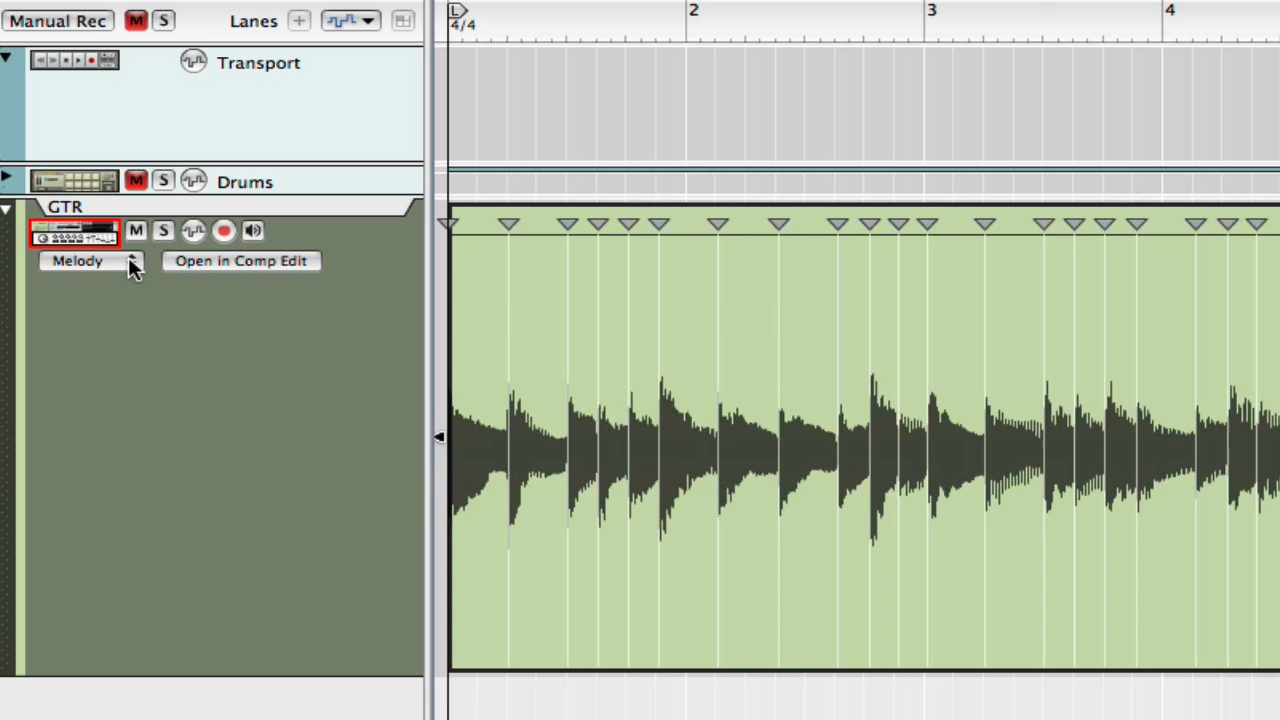 Manual Rec M S Lanes +
L 2 3 4
4/4
Transport
M S Drums
GTR
M S
Melody Open in Comp Edit